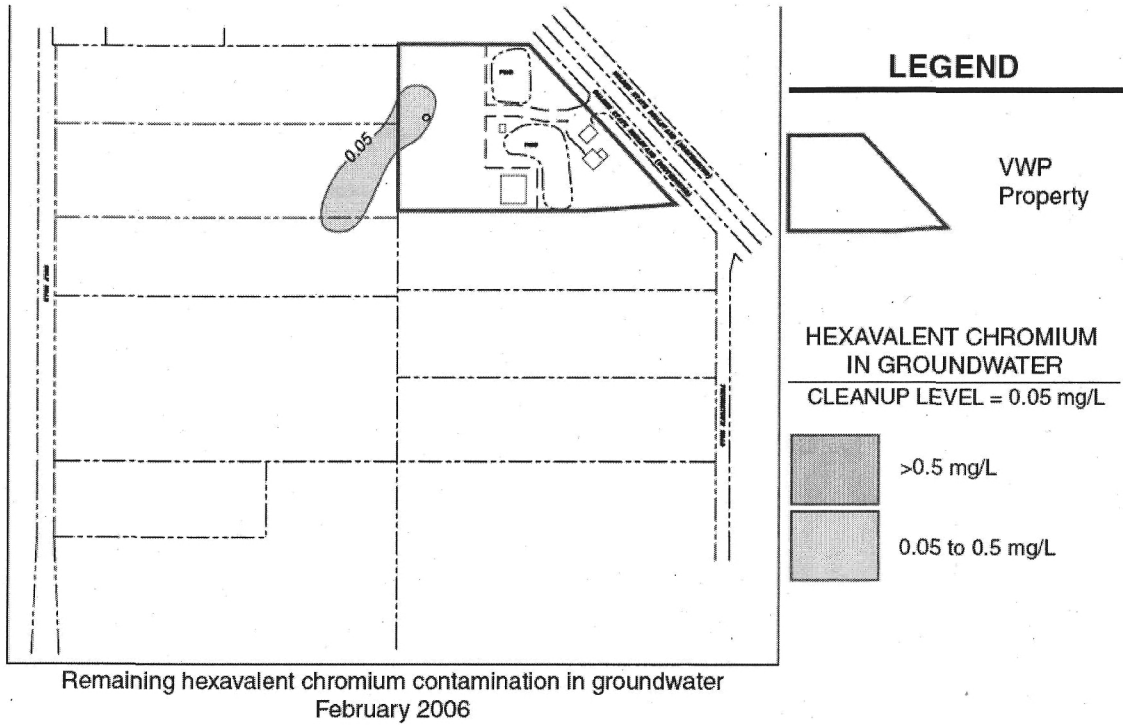 LEGEND
VWP
Property
0.05
HEXAVALENT CHROMIUM
IN GROUNDWATER
CLEANUP LEVEL = 0.05 mg/L
>0.5 mg/L
0.05 to 0.5 mg/L
Remaining hexavalent chromium contamination in groundwater
February 2006